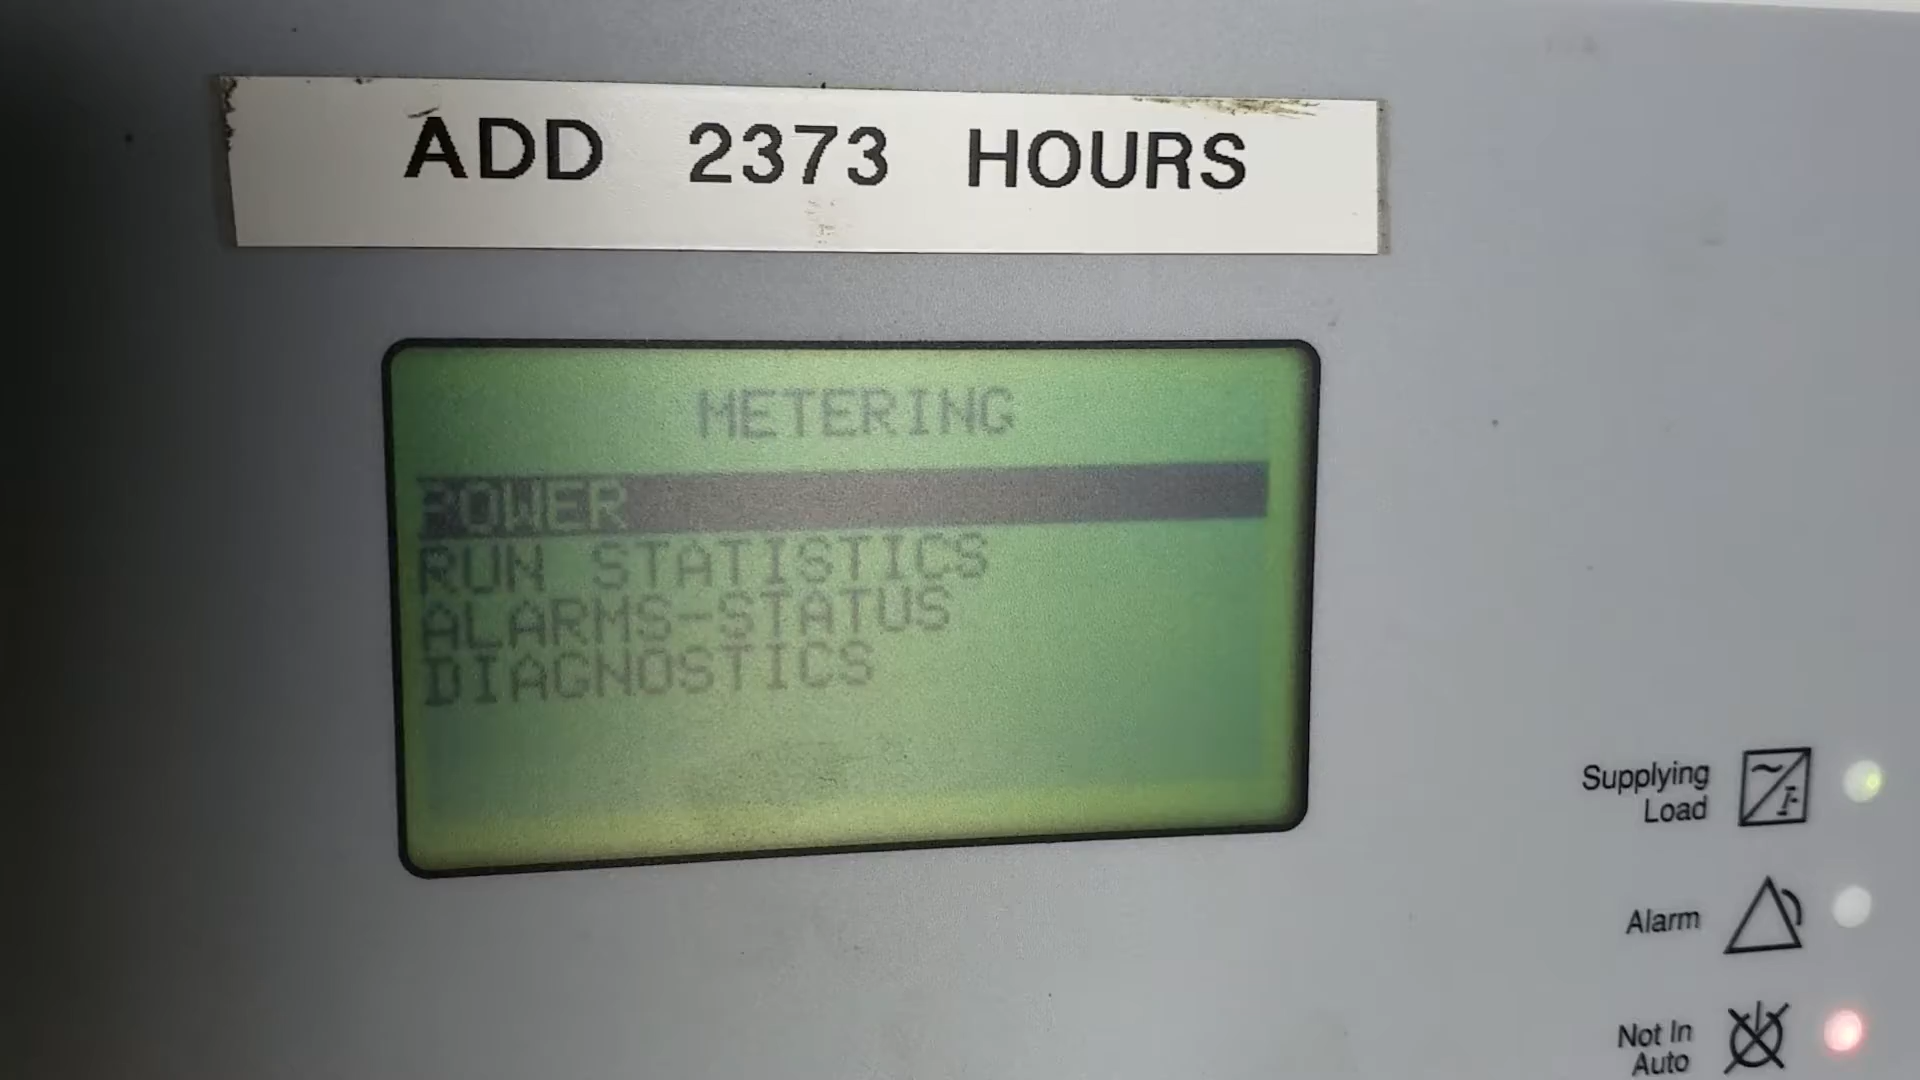 ADD 2373 HOURS
METERING
POWER
RUN STATISTICS
ALARMS-STATUS
DIAGNOSTICS
Supplying
Load
Alarm
Not In
Auto